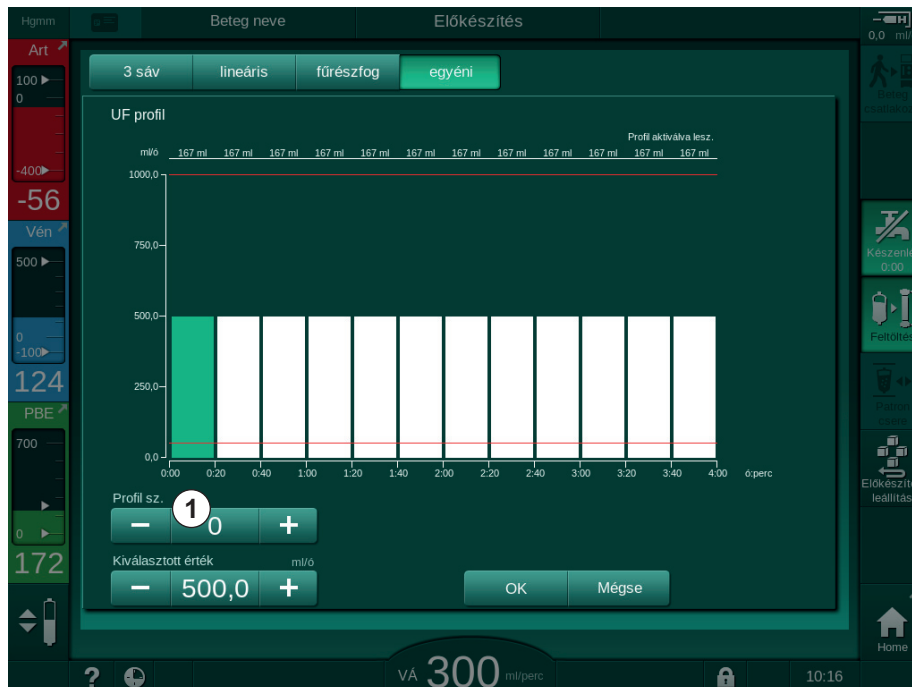 Hgmm
Beteg neve
Előkészítés
0,0 ml/
Art
100
0
-400
-56
Vén
500
0
-100
124
PBE
700
0
172
3 sáv
lineáris
fűrészfog
egyéni
UF profil
Profil aktiválva lesz.
ml/ó
167 ml 167 ml 167 ml 167 ml 167 ml 167 ml 167 ml 167 ml 167 ml 167 ml 167 ml 167 ml
1000,0
750,0
500,0
250,0
0,0
0:00 0:20 0:40 1:00 1:20 1:40 2:00 2:20 2:40 3:00 3:20 3:40 4:00 ó:perc
Profil sz.
1
− 0 +
Kiválasztott érték ml/ó
− 500,0 +
OK
Mégse
Beteg
csatlakoz
Készenlé
0:00
Feltöltés
csere
Előkészít
leállítás
Home
?
VÁ 300 ml/perc
10:16